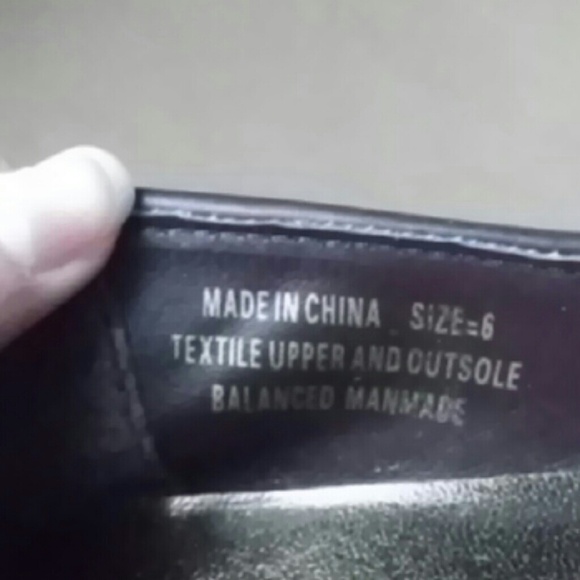 MADE IN CHINA SIZE=6
TEXTILE UPPER AND OUTSOLE
BALANCED MANMADE